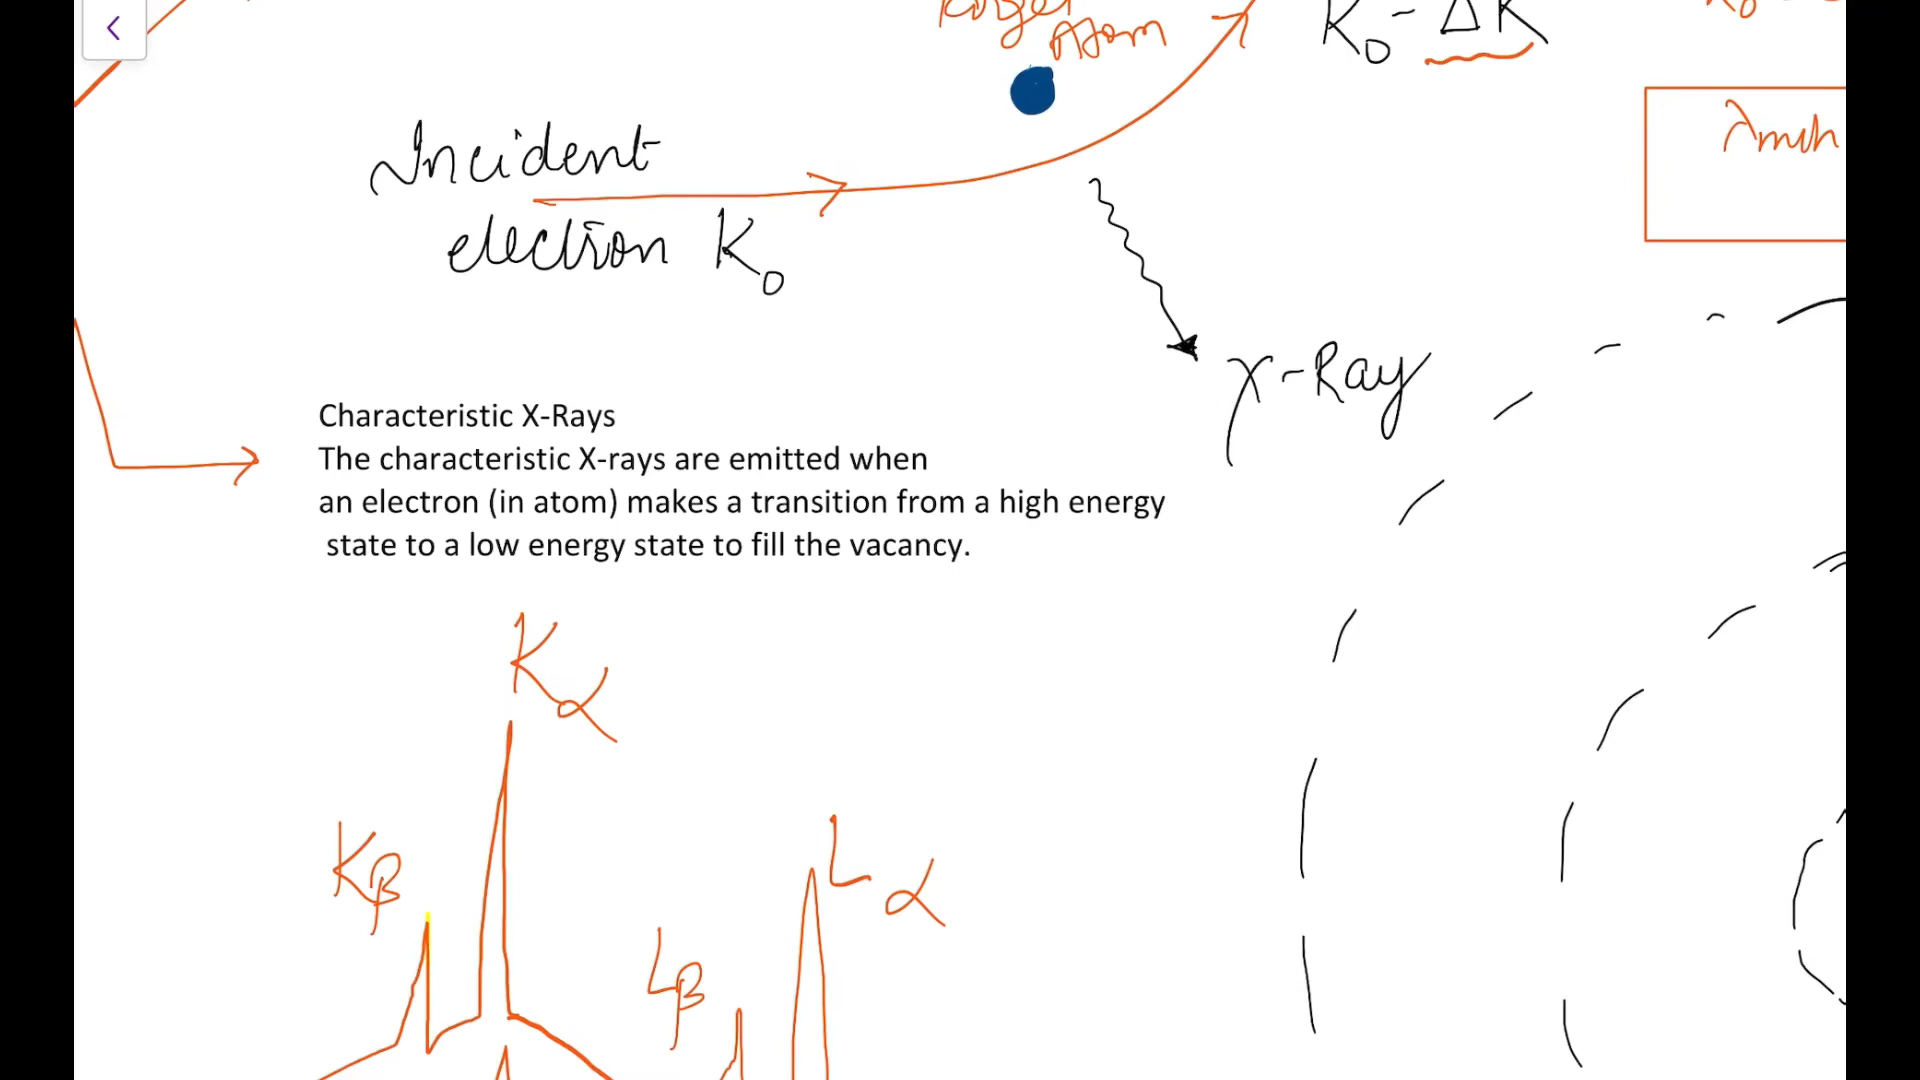 Atom
K₀ - ΔK
λmin
Incident
electron K₀
X-Ray
Characteristic X-Rays
The characteristic X-rays are emitted when
an electron (in atom) makes a transition from a high energy
state to a low energy state to fill the vacancy.
Kα
Kβ
Lα
Lβ